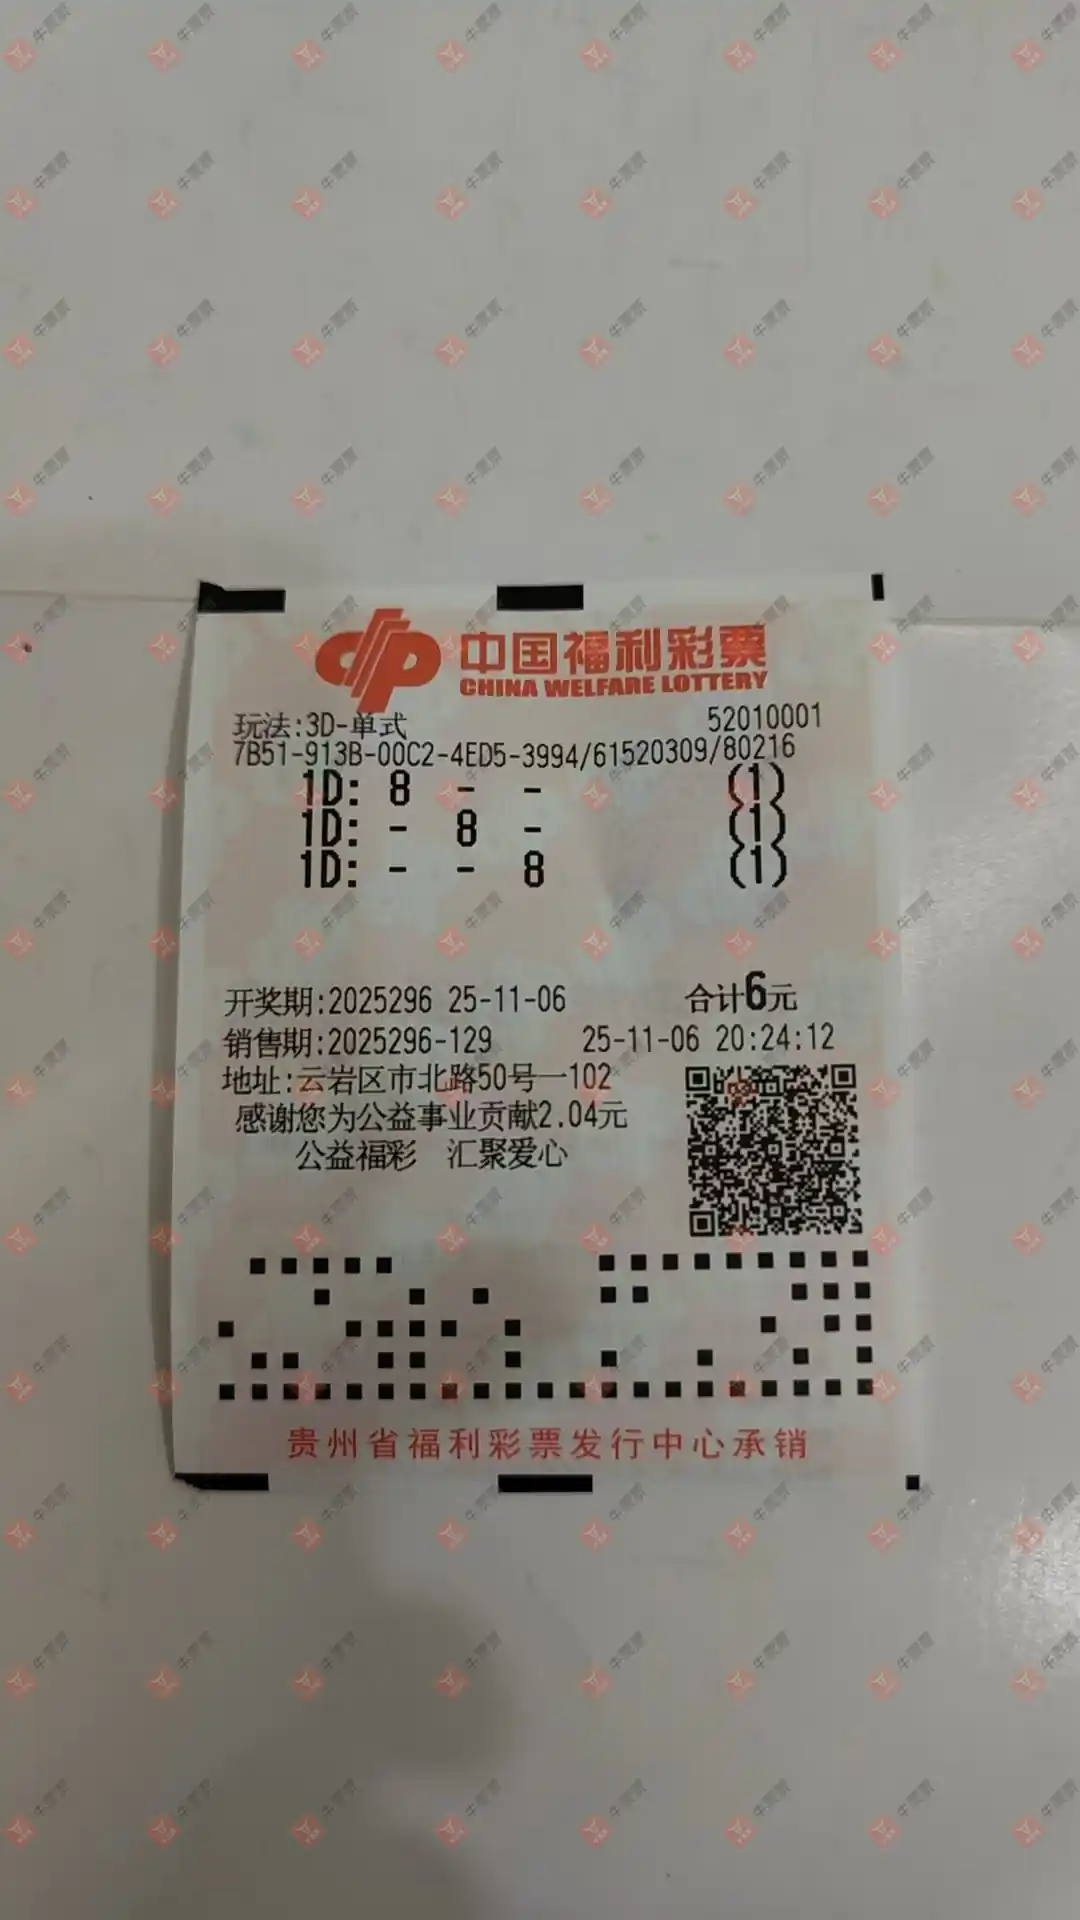 中国福利彩票
CHINA WELFARE LOTTERY
玩法:3D-单式 52010001
7B51-913B-00C2-4ED5-3994/61520309/80216
1D: 8 - - (1)
1D: - 8 - (1)
1D: - - 8 (1)
开奖期:2025296 25-11-06 合计6元
销售期:2025296-129 25-11-06 20:24:12
地址:云岩区市北路50号一102
感谢您为公益事业贡献2.04元
公益福彩 汇聚爱心
贵州省福利彩票发行中心承销